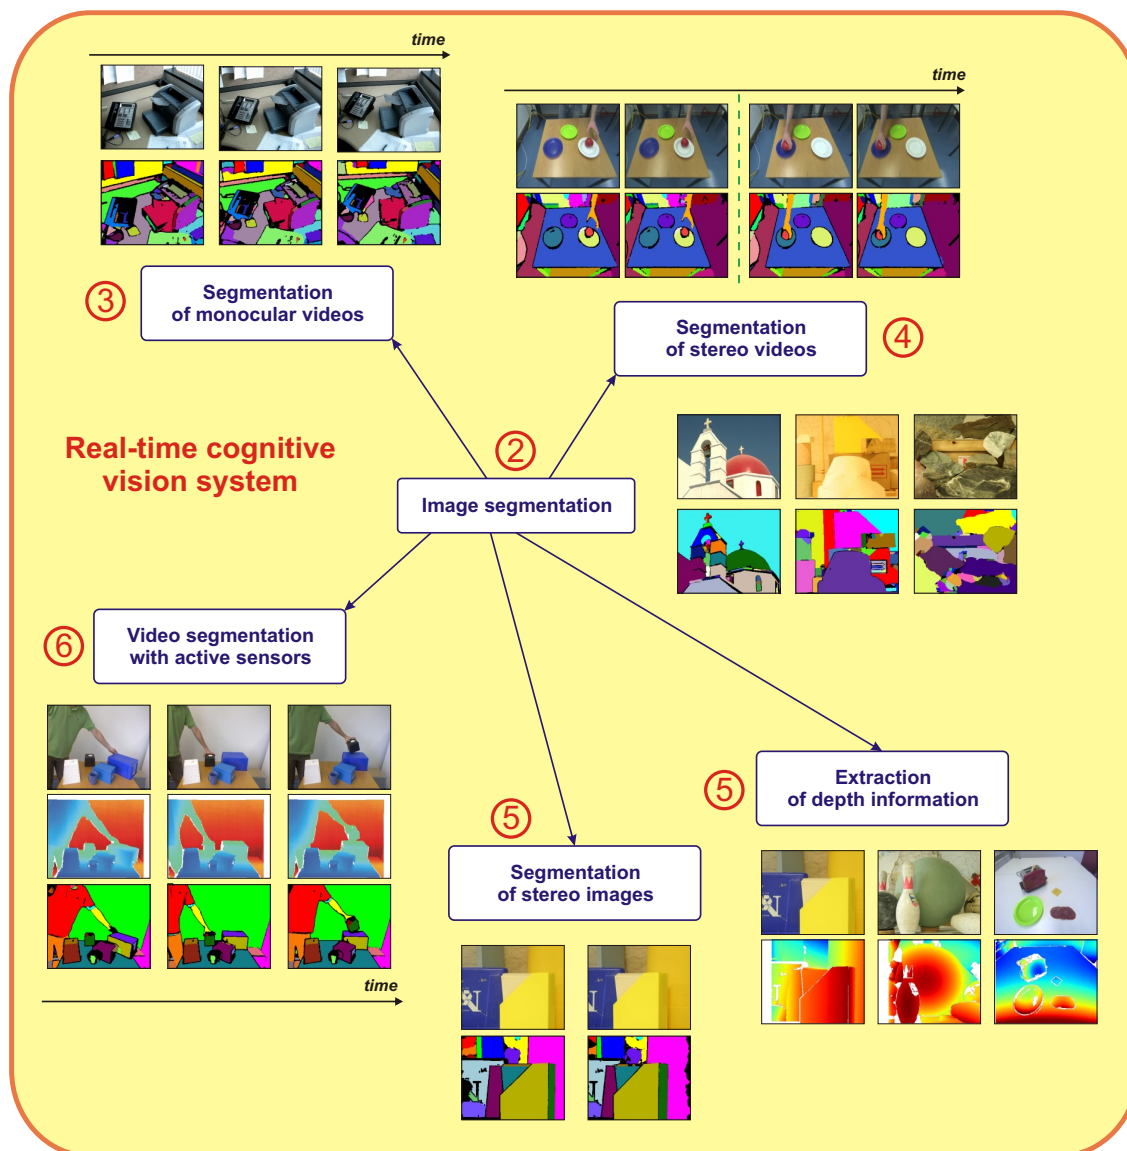 time
time
3
Segmentation
of monocular videos
Segmentation
of stereo videos
4
Real-time cognitive
vision system
2
Image segmentation
6
Video segmentation
with active sensors
5
Extraction
of depth information
5
Segmentation
of stereo images
time